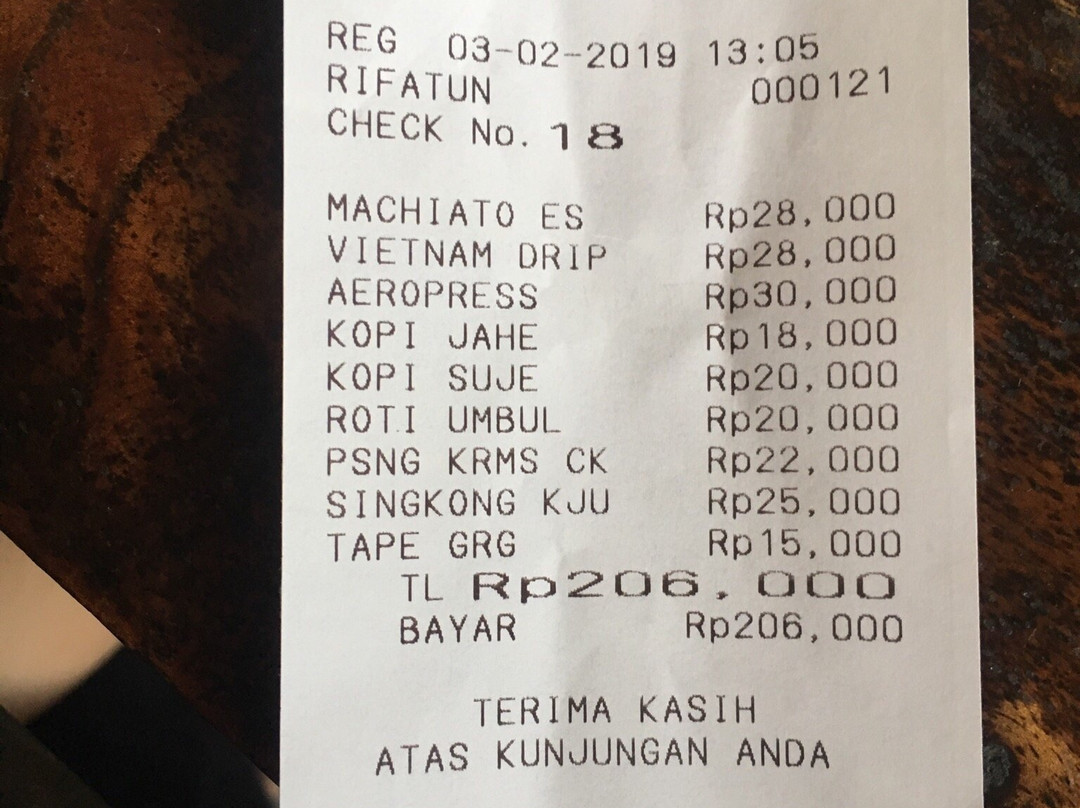 REG 03-02-2019 13:05
RIFATUN 000121
CHECK No. 18
MACHIATO ES Rp28,000
VIETNAM DRIP Rp28,000
AEROPRESS Rp30,000
KOPI JAHE Rp18,000
KOPI SUJE Rp20,000
ROTI UMBUL Rp20,000
PSNG KRMS CK Rp22,000
SINGKONG KJU Rp25,000
TAPE GRG Rp15,000
TL Rp206.000
BAYAR Rp206,000
TERIMA KASIH
ATAS KUNJUNGAN ANDA